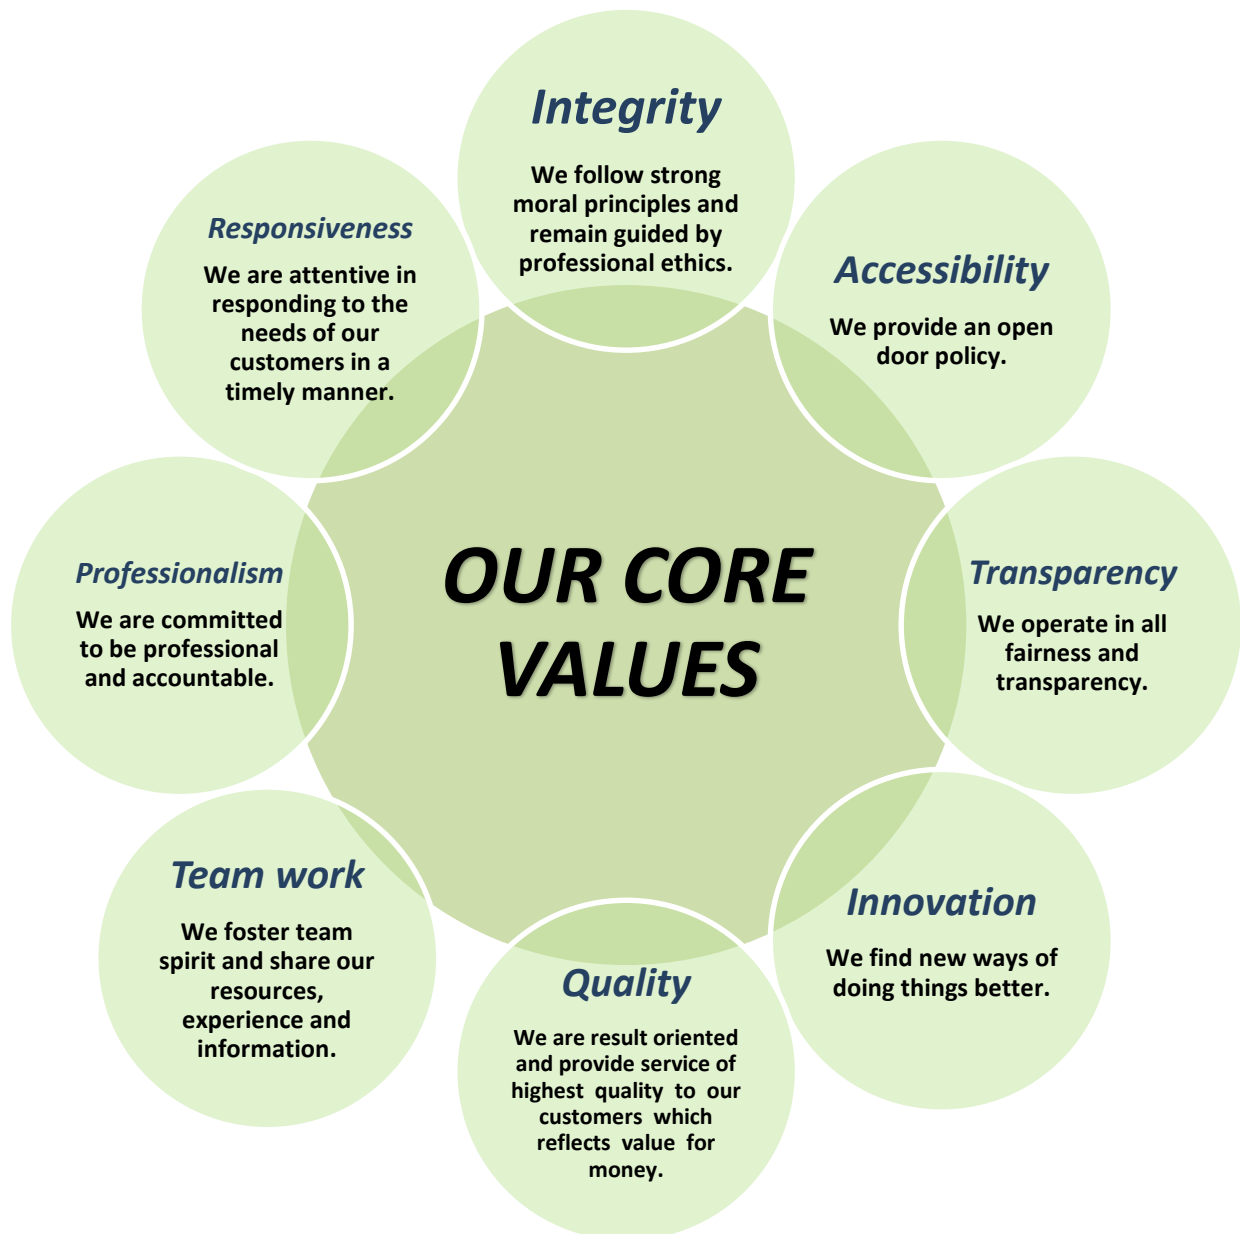 Integrity
We follow strong
moral principles and
remain guided by
professional ethics.
Accessibility
We provide an open
door policy.
Transparency
We operate in all
fairness and
transparency.
Innovation
We find new ways of
doing things better.
Quality
We are result oriented
and provide service of
highest quality to our
customers which
reflects value for
money.
Team work
We foster team
spirit and share our
resources,
experience and
information.
Professionalism
We are committed
to be professional
and accountable.
Responsiveness
We are attentive in
responding to the
needs of our
customers in a
timely manner.
OUR CORE
VALUES